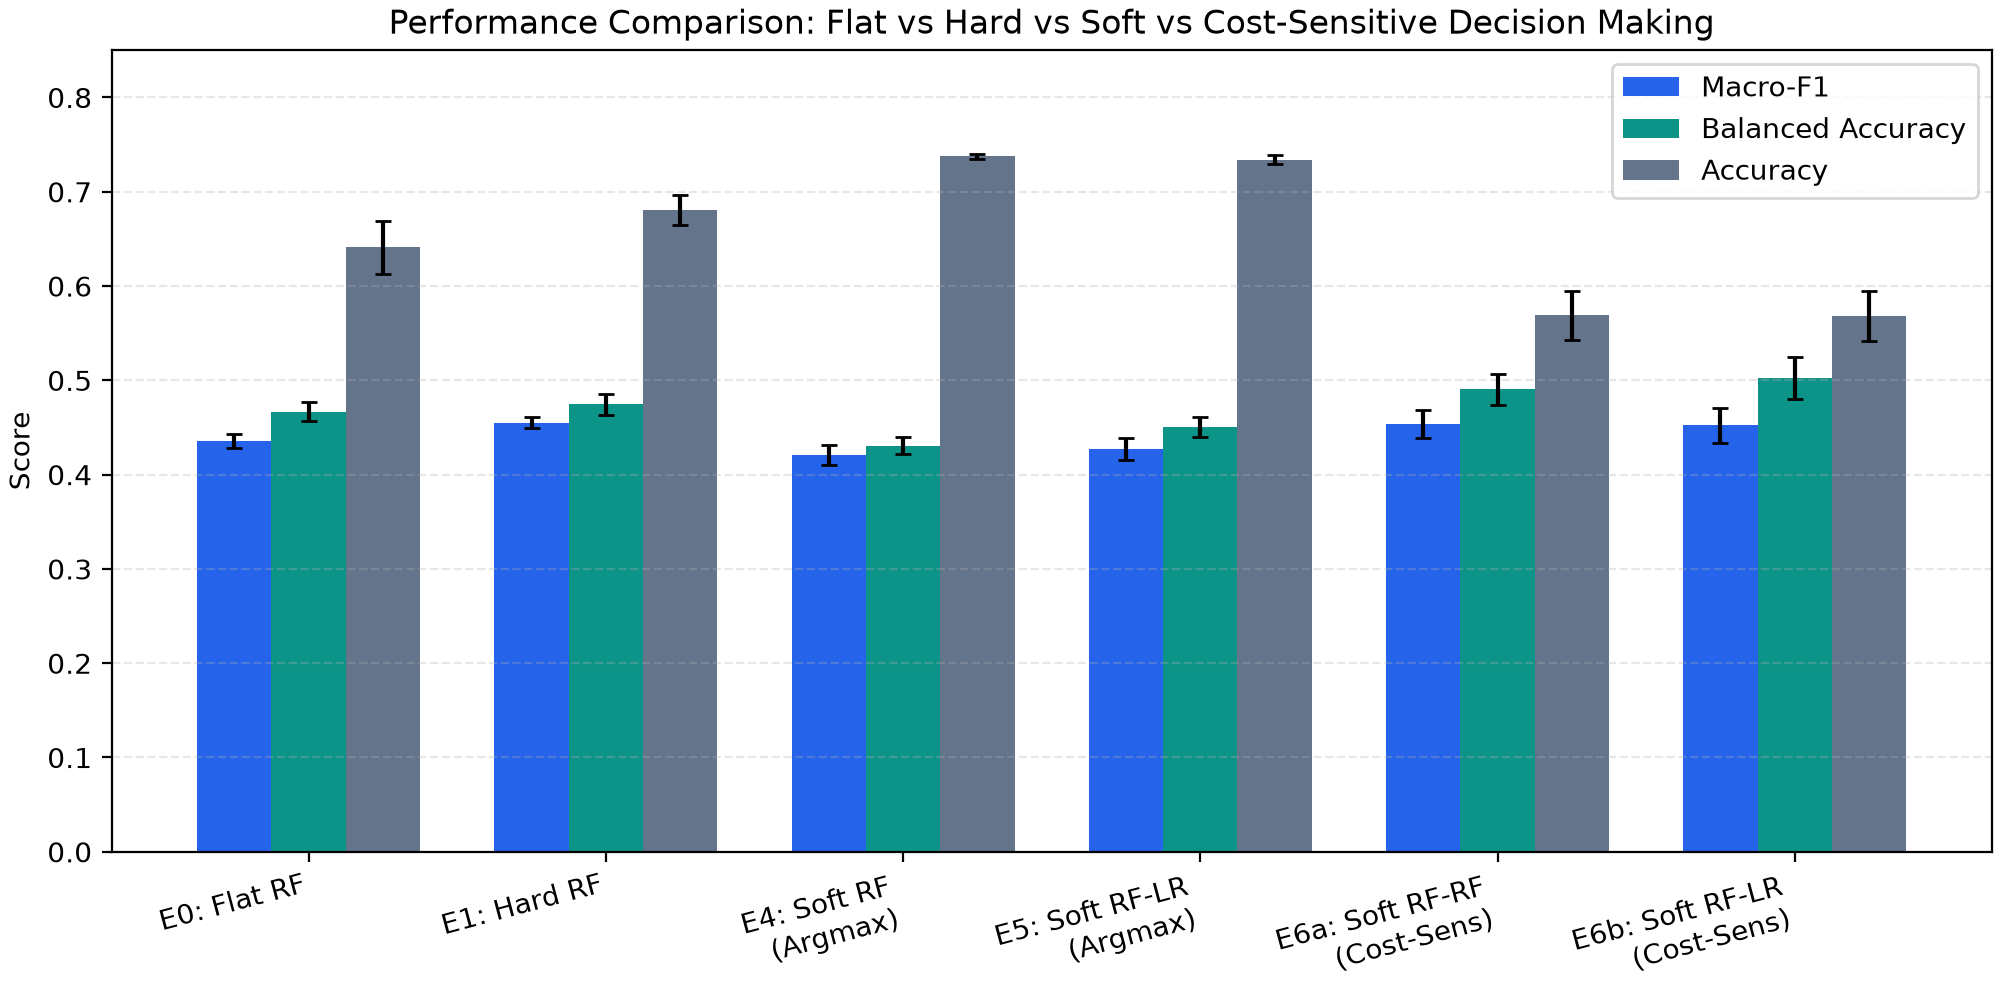 Performance Comparison: Flat vs Hard vs Soft vs Cost-Sensitive Decision Making
Macro-F1
Balanced Accuracy
Accuracy
Score
0.8
0.7
0.6
0.5
0.4
0.3
0.2
0.1
0.0
E0: Flat RF
E1: Hard RF
E4: Soft RF
(Argmax)
E5: Soft RF-LR
(Argmax)
E6a: Soft RF-RF
(Cost-Sens)
E6b: Soft RF-LR
(Cost-Sens)